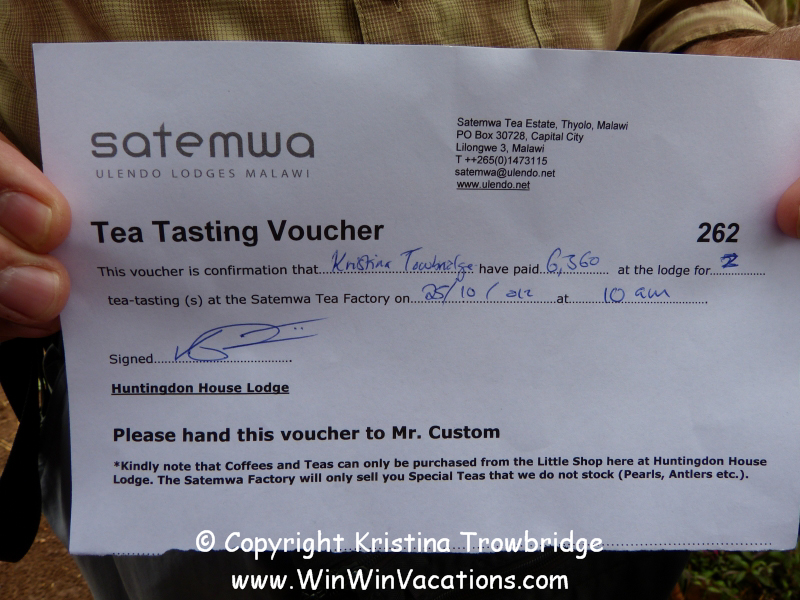 satemwa
ULENDO LODGES MALAWI
Satemwa Tea Estate, Thyolo, Malawi
PO Box 30728, Capital City
Lilongwe 3, Malawi
T ++265(0)1473115
satemwa@ulendo.net
www.ulendo.net
Tea Tasting Voucher 262
This voucher is confirmation that Kristina Trowbridge have paid 6,360 at the lodge for 2
tea-tasting (s) at the Satemwa Tea Factory on 25/10/2012 at 10 am
Signed
Huntingdon House Lodge
Please hand this voucher to Mr. Custom
*Kindly note that Coffees and Teas can only be purchased from the Little Shop here at Huntingdon House
Lodge. The Satemwa Factory will only sell you Special Teas that we do not stock (Pearls, Antlers etc.).
© Copyright Kristina Trowbridge
www.WinWinVacations.com